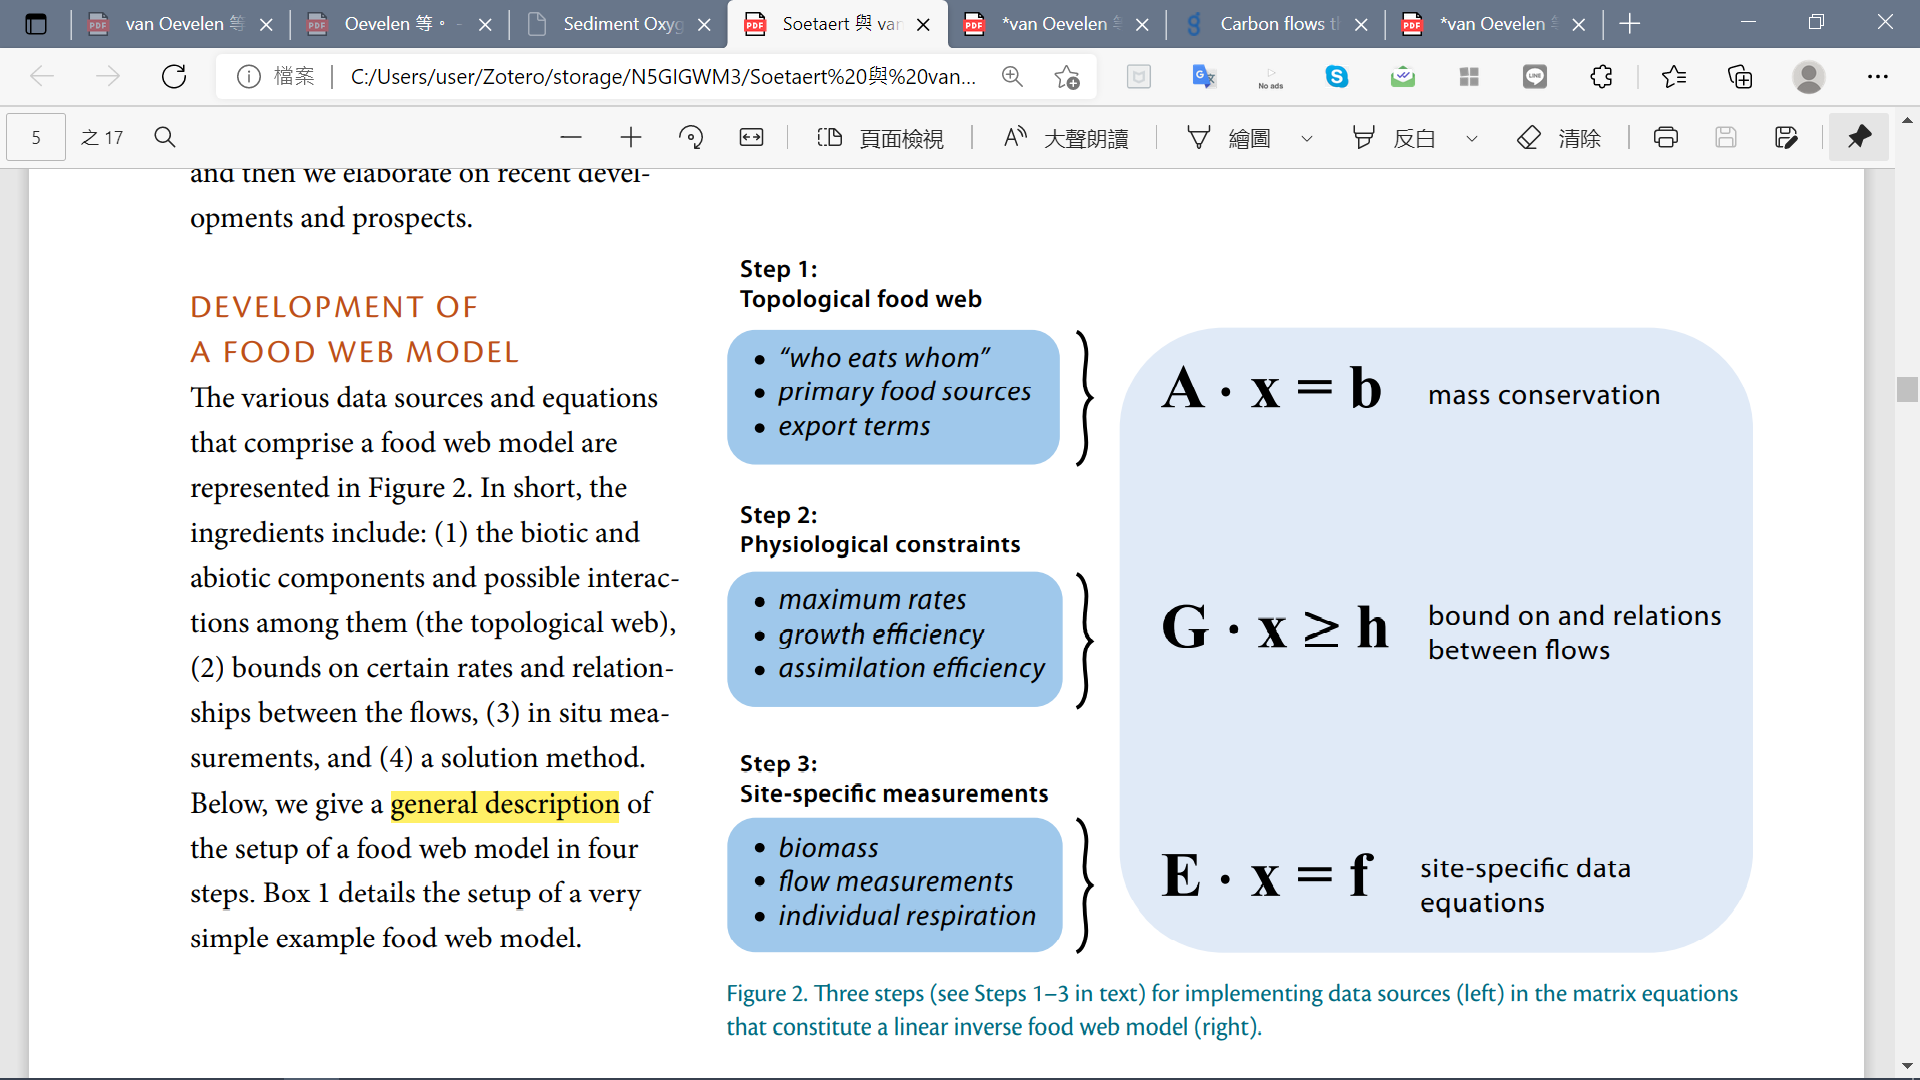 van Oevelen 等
Oevelen 等。 -
Sediment Oxyg
Soetaert 與 van
*van Oevelen 等
Carbon flows th
*van Oevelen 等
檔案
C:/Users/user/Zotero/storage/N5GIGWM3/Soetaert%20與%20van...
No ads
5
之 17
頁面檢視
大聲朗讀
繪圖
反白
清除
and then we elaborate on recent devel-
opments and prospects.
DEVELOPMENT OF
A FOOD WEB MODEL
The various data sources and equations
that comprise a food web model are
represented in Figure 2. In short, the
ingredients include: (1) the biotic and
abiotic components and possible interac-
tions among them (the topological web),
(2) bounds on certain rates and relation-
ships between the flows, (3) in situ mea-
surements, and (4) a solution method.
Below, we give a general description of
the setup of a food web model in four
steps. Box 1 details the setup of a very
simple example food web model.
Step 1:
Topological food web
• “who eats whom”
• primary food sources
• export terms
A · x = b
mass conservation
Step 2:
Physiological constraints
• maximum rates
• growth efficiency
• assimilation efficiency
G · x ≥ h
bound on and relations
between flows
Step 3:
Site-specific measurements
• biomass
• flow measurements
• individual respiration
E · x = f
site-specific data
equations
Figure 2. Three steps (see Steps 1–3 in text) for implementing data sources (left) in the matrix equations
that constitute a linear inverse food web model (right).